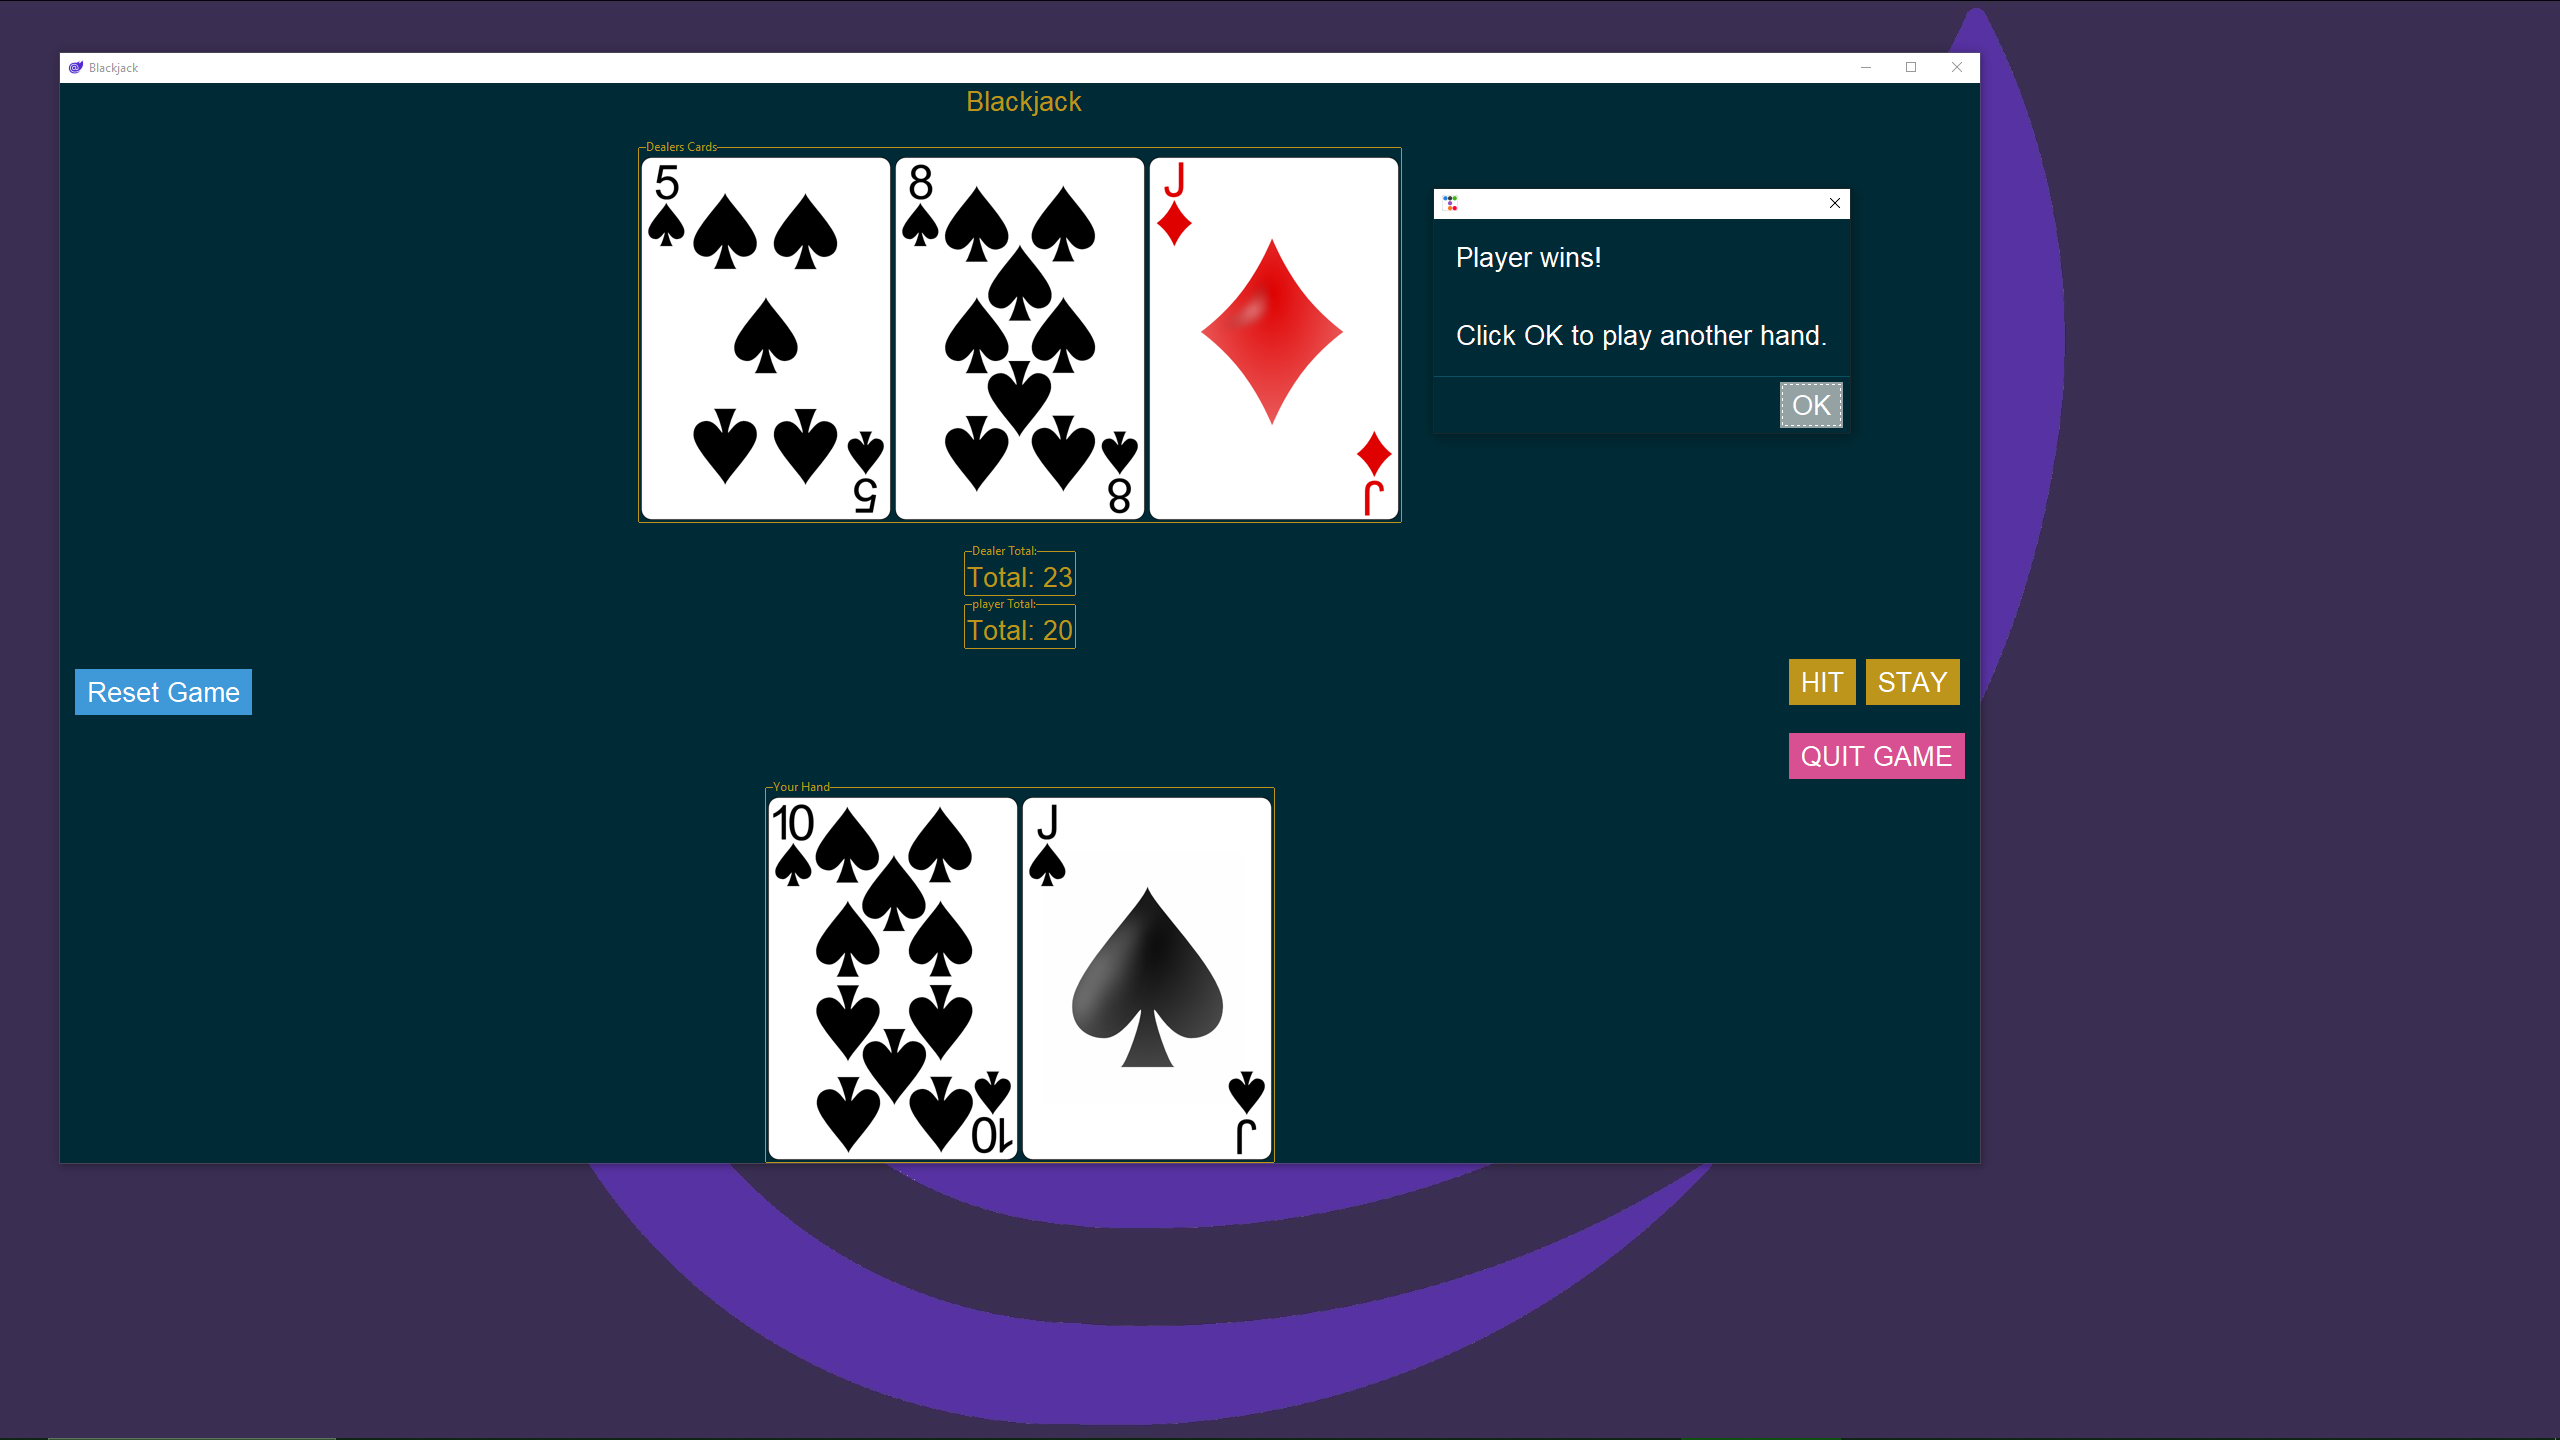 Blackjack
Blackjack
Dealers Cards
5
8
J
5
8
J
Player wins!
Click OK to play another hand.
OK
Dealer Total:
Total: 23
player Total:
Total: 20
Reset Game
HIT
STAY
QUIT GAME
Your Hand
10
J
10
J